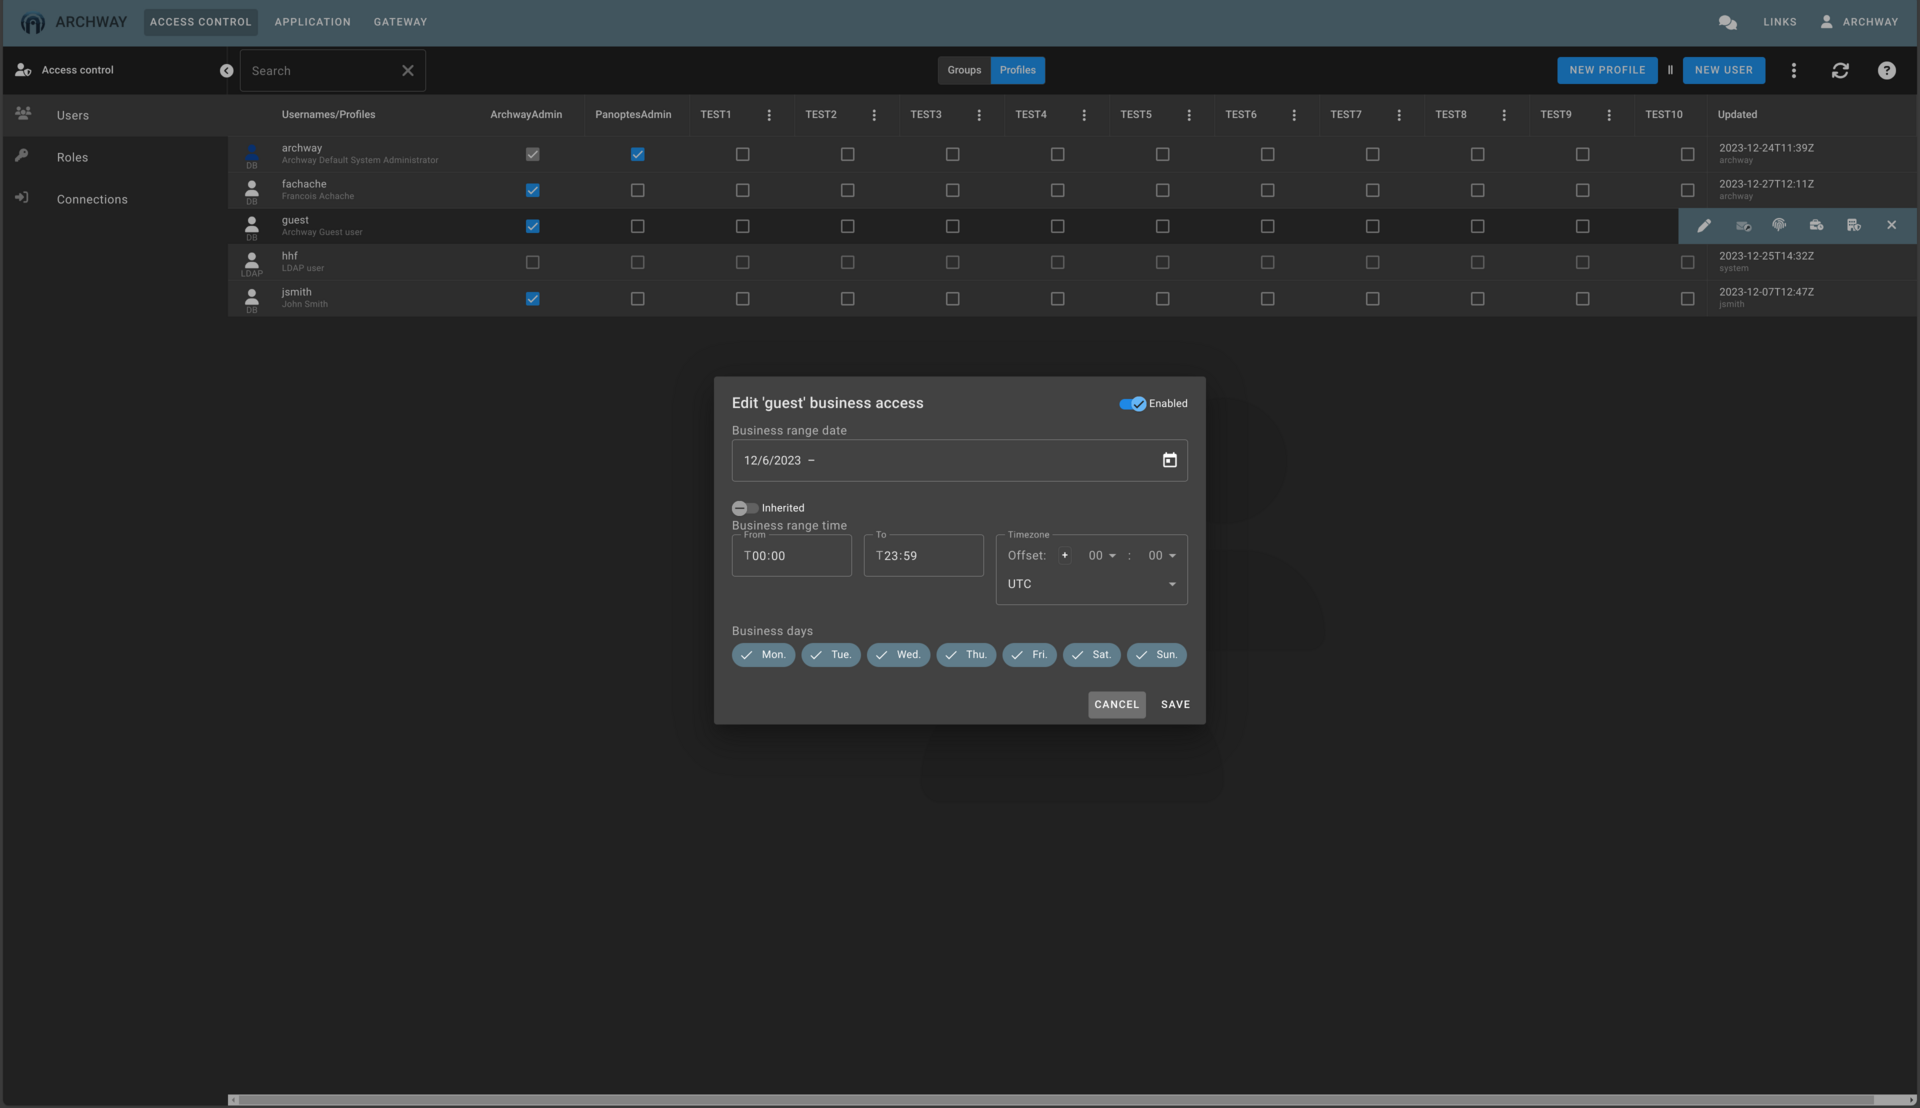 ARCHWAY ACCESS CONTROL APPLICATION GATEWAY LINKS ARCHWAY
Access control Search Groups Profiles NEW PROFILE NEW USER
Users
Roles
Connections
Usernames/Profiles ArchwayAdmin PanoptesAdmin TEST1 TEST2 TEST3 TEST4 TEST5 TEST6 TEST7 TEST8 TEST9 TEST10 Updated
archway 2023-12-24T11:39Z
DB Archway Default System Administrator archway
fachache 2023-12-27T12:11Z
DB Francois Achache archway
guest
DB Archway Guest user
hhf 2023-12-25T14:32Z
LDAP LDAP user system
jsmith 2023-12-07T12:47Z
DB John Smith jsmith
Edit 'guest' business access Enabled
Business range date
12/6/2023 –
Inherited
Business range time
From To Timezone
T00:00 T23:59 Offset: + 00 : 00
UTC
Business days
Mon. Tue. Wed. Thu. Fri. Sat. Sun.
CANCEL SAVE